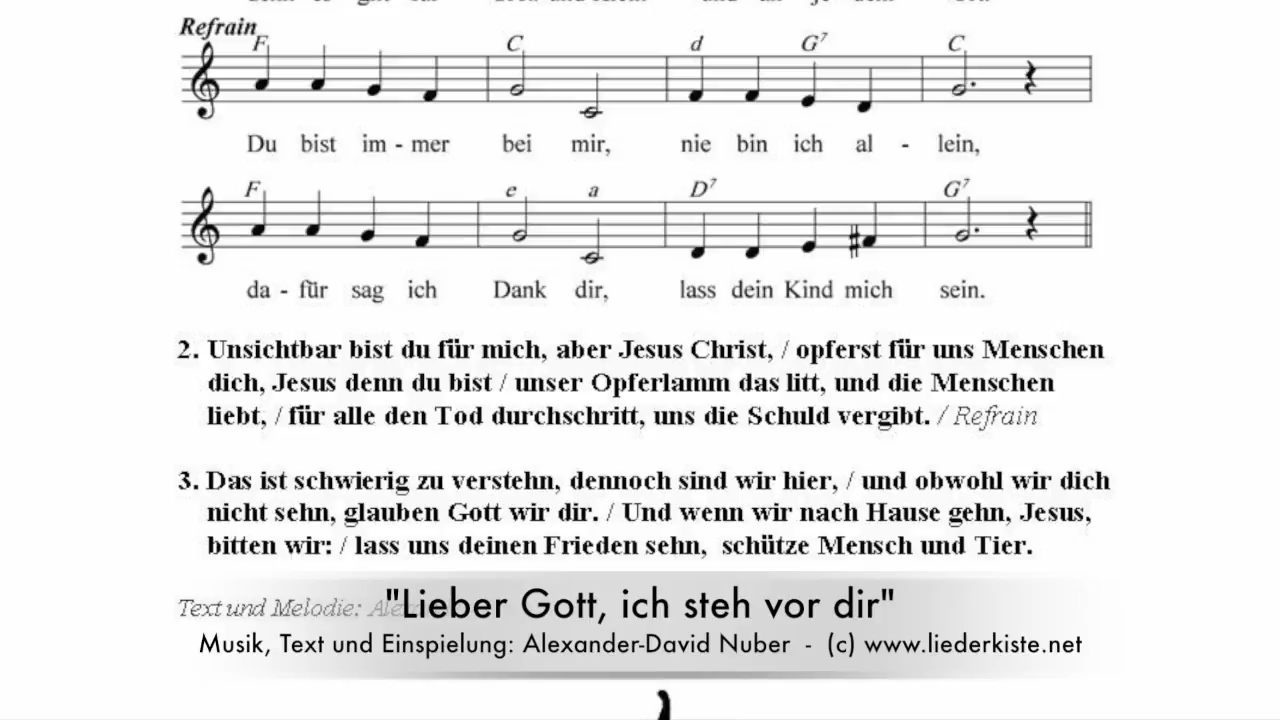 Refrain
F C d G7 C
Du bist im - mer bei mir, nie bin ich al - lein,
F e a D7 G7
da - für sag ich Dank dir, lass dein Kind mich sein.
2. Unsichtbar bist du für mich, aber Jesus Christ, / opferst für uns Menschen
dich, Jesus denn du bist / unser Opferlamm das litt, und die Menschen
liebt, / für alle den Tod durchschritt, uns die Schuld vergibt. / Refrain
3. Das ist schwierig zu verstehn, dennoch sind wir hier, / und obwohl wir dich
nicht sehn, glauben Gott wir dir. / Und wenn wir nach Hause gehn, Jesus,
bitten wir: / lass uns deinen Frieden sehn, schütze Mensch und Tier.
Text und Melodie:
"Lieber Gott, ich steh vor dir"
Musik, Text und Einspielung: Alexander-David Nuber - (c) www.liederkiste.net